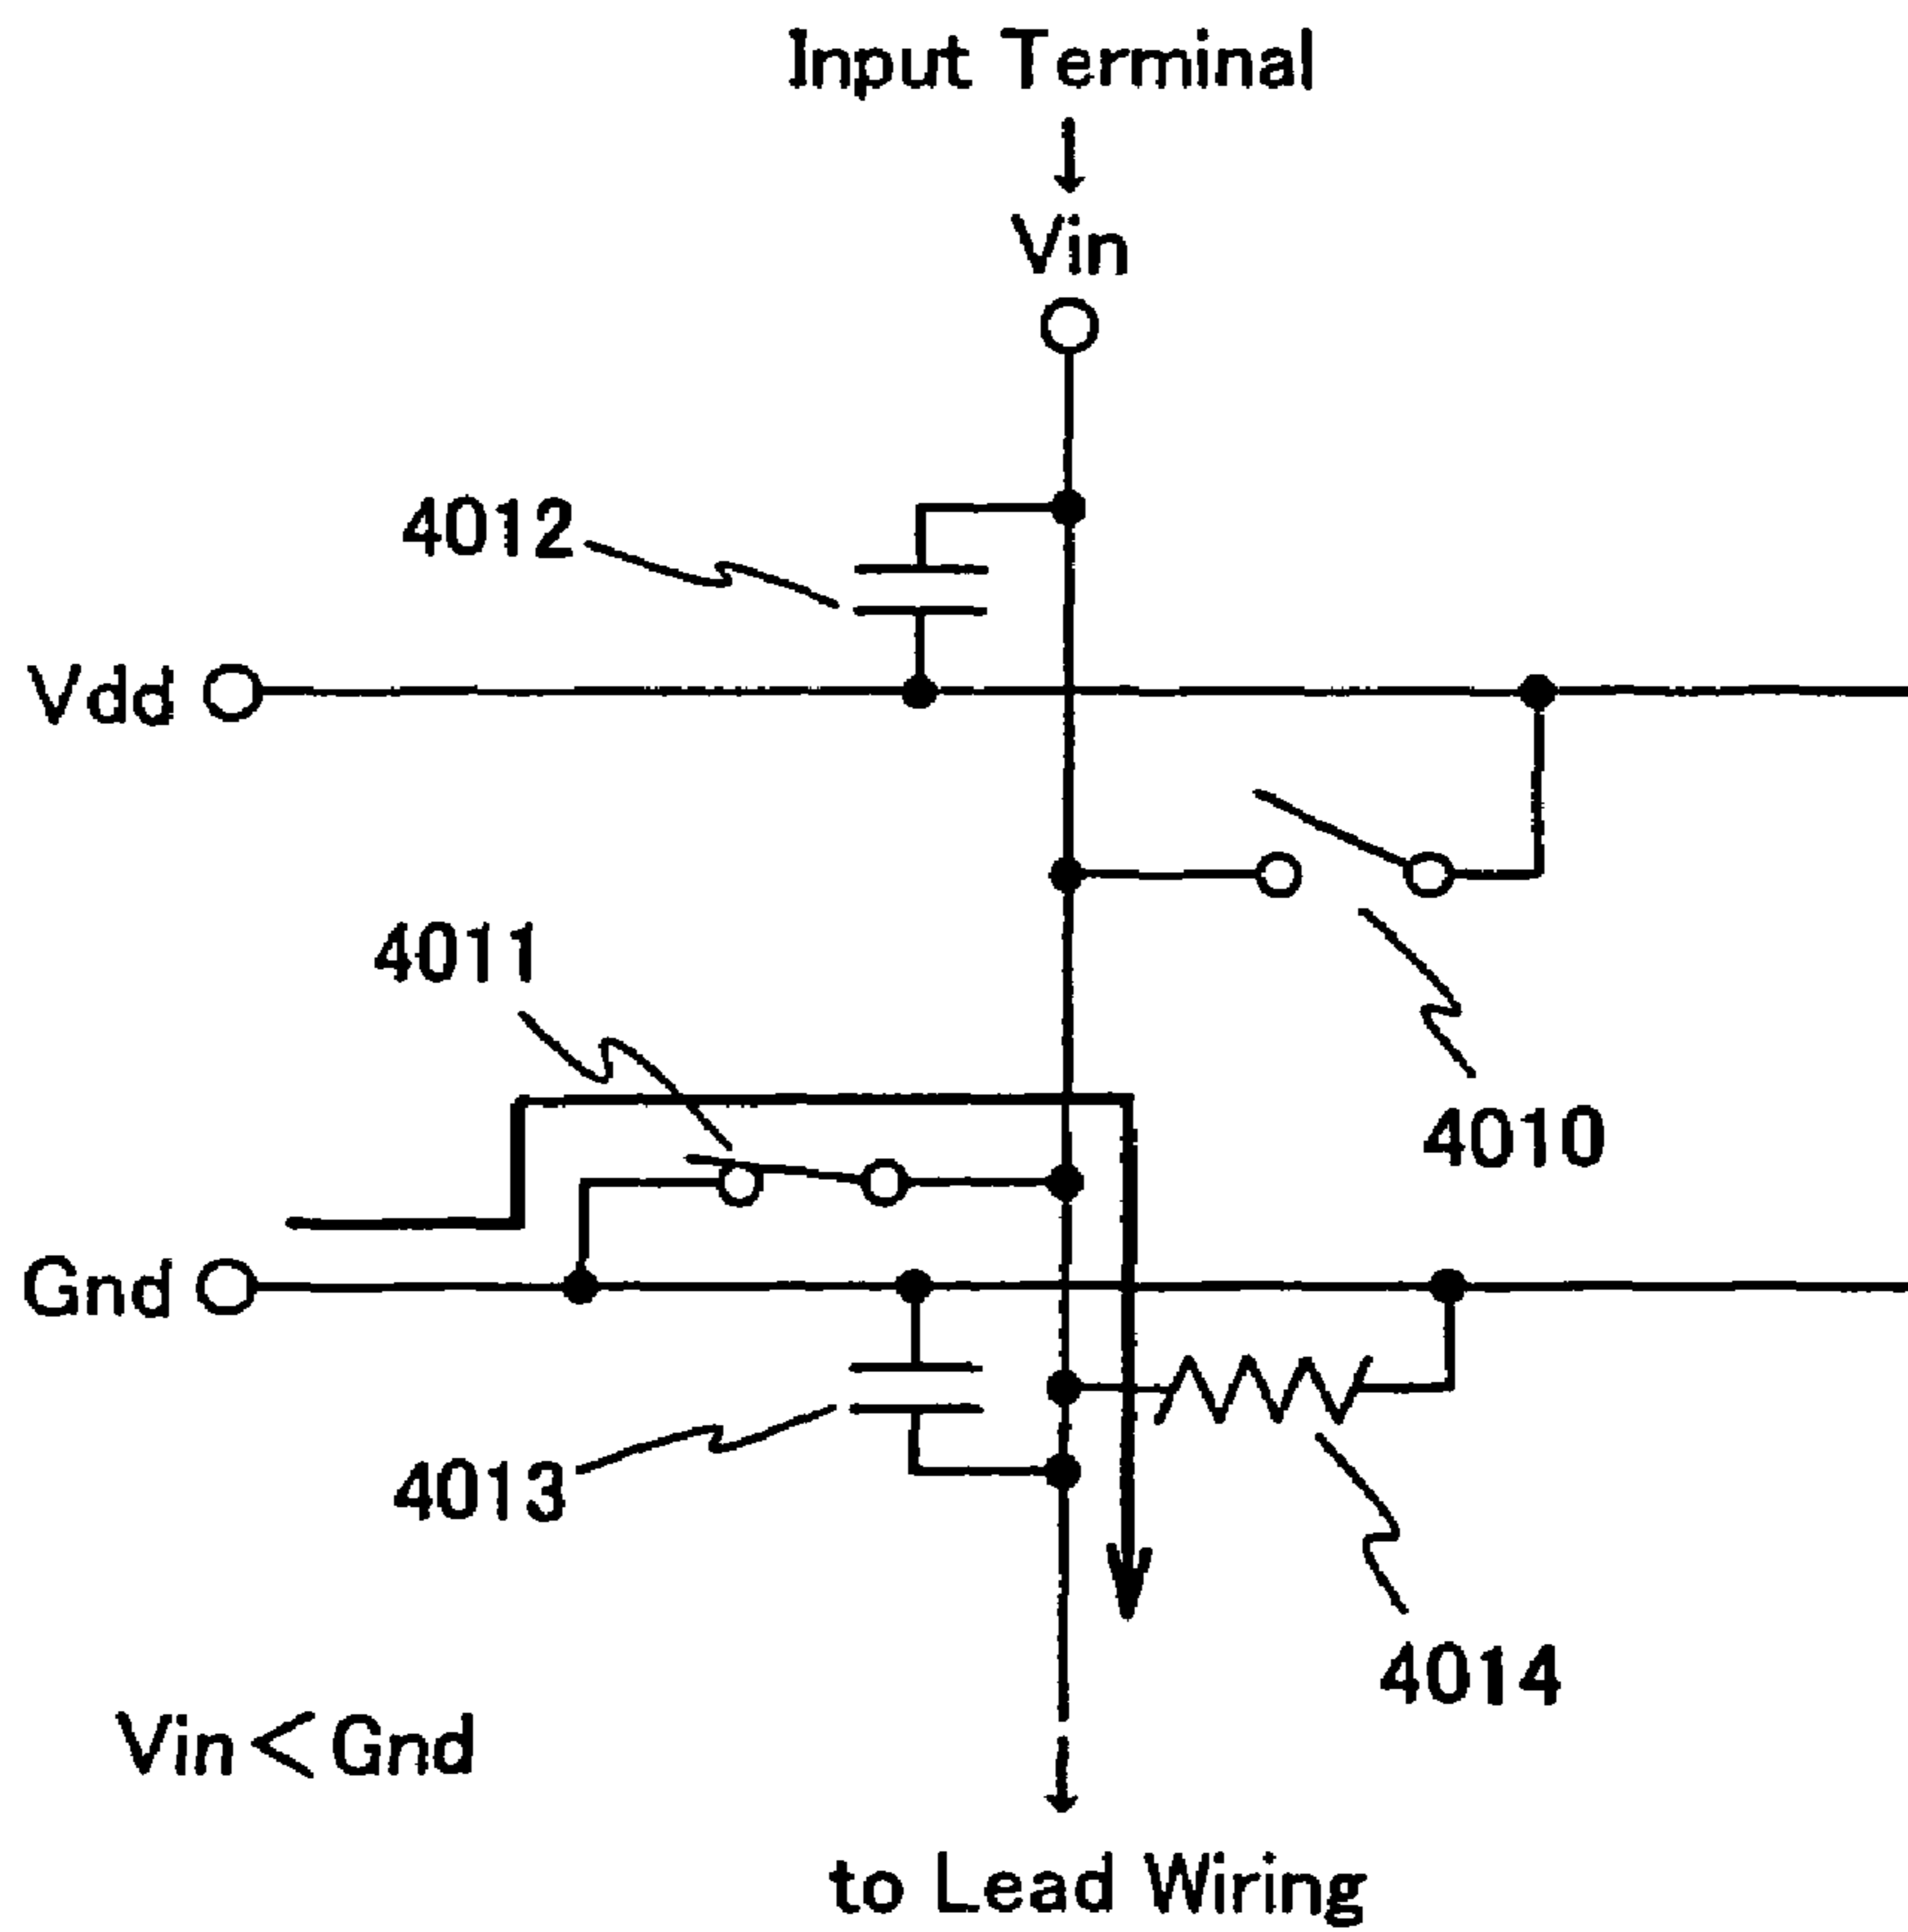 Input Terminal
Vin
4012
Vdd
4011
4010
Gnd
4013
4014
Vin<Gnd
to Lead Wiring